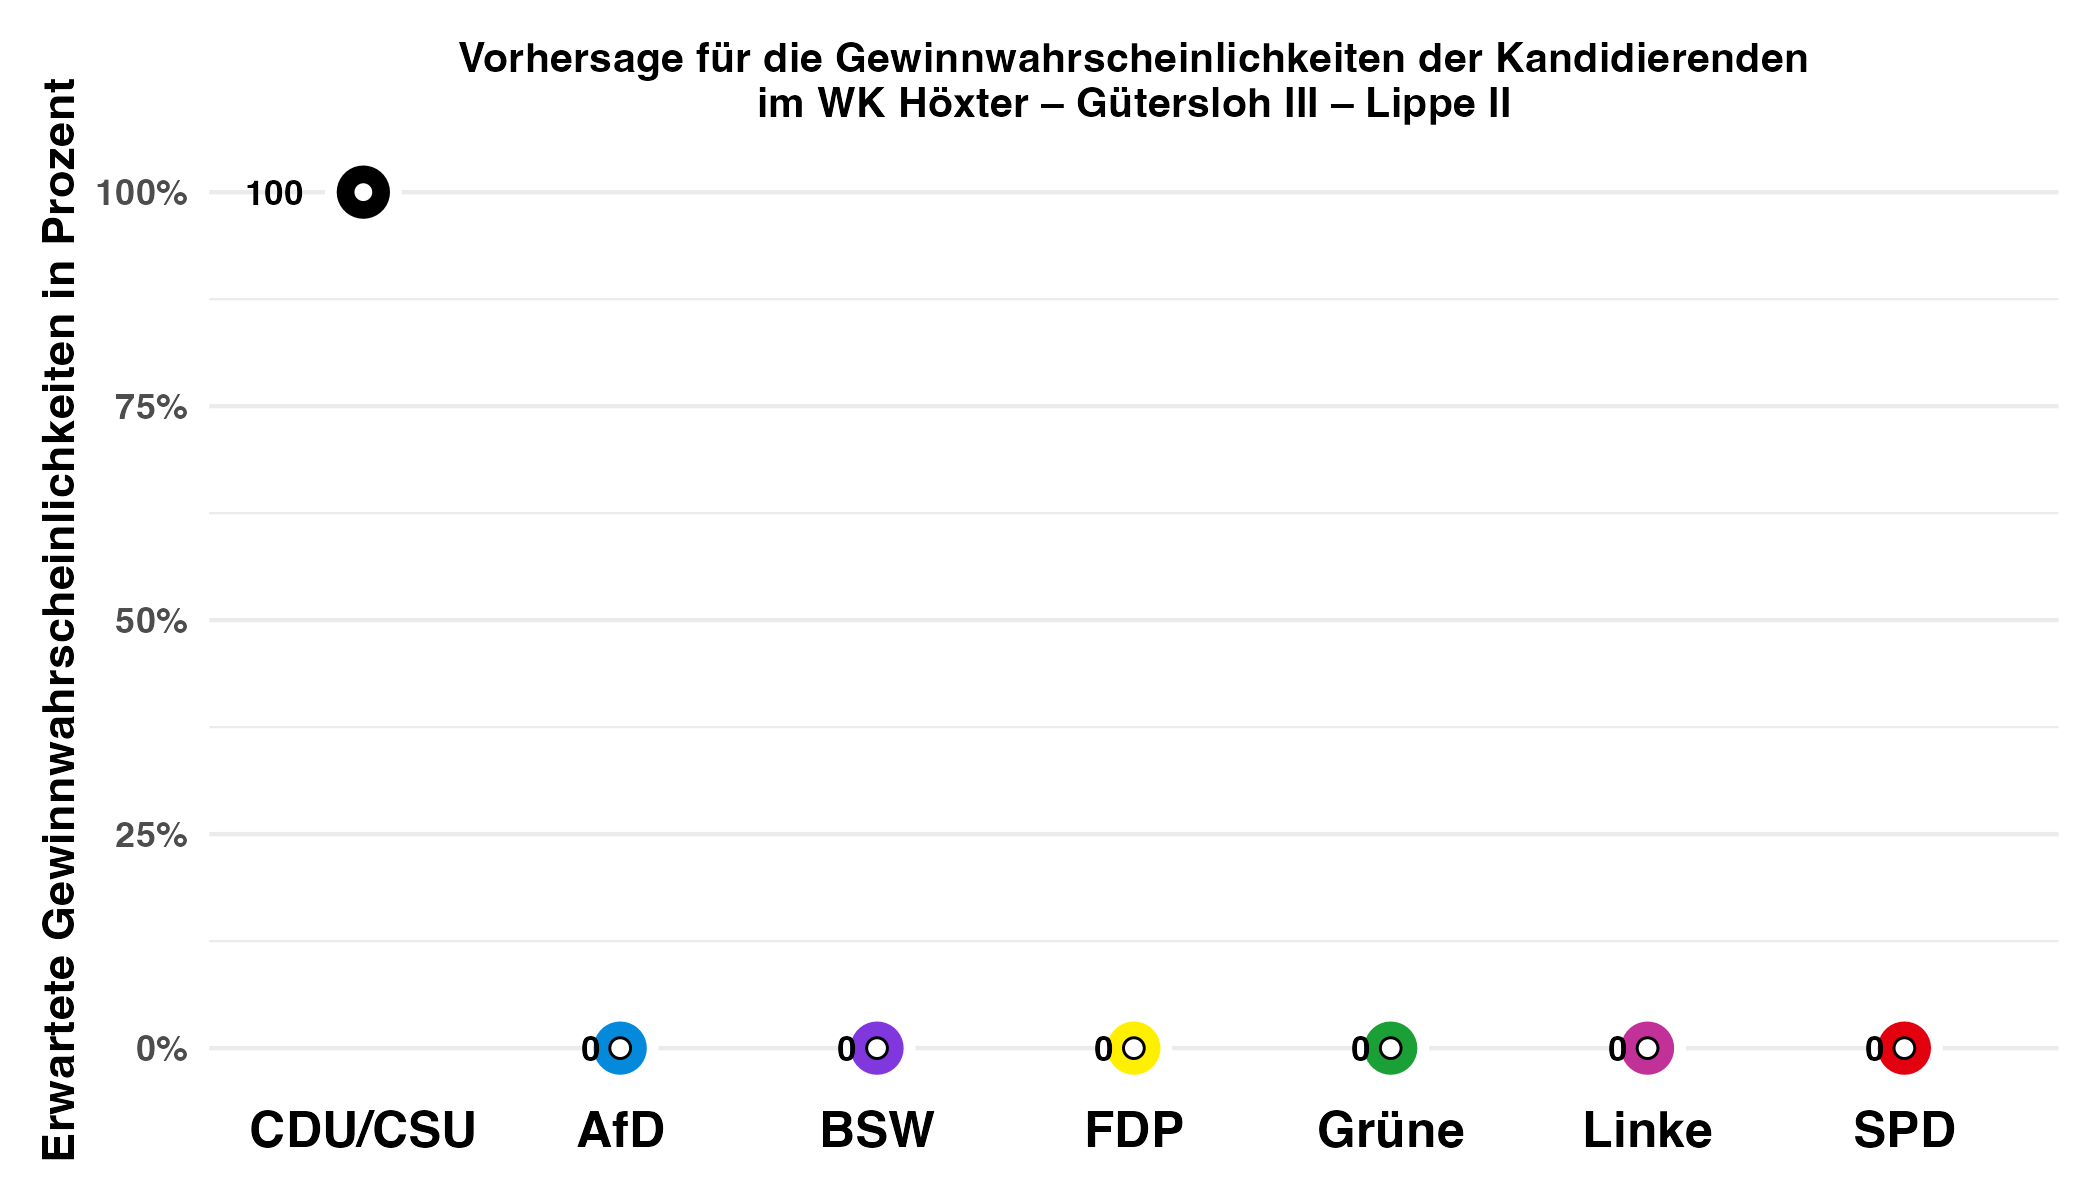 Vorhersage für die Gewinnwahrscheinlichkeiten der Kandidierenden
im WK Höxter – Gütersloh III – Lippe II
Erwartete Gewinnwahrscheinlichkeiten in Prozent
100%
75%
50%
25%
0%
100
0
0
0
0
0
0
CDU/CSU
AfD
BSW
FDP
Grüne
Linke
SPD